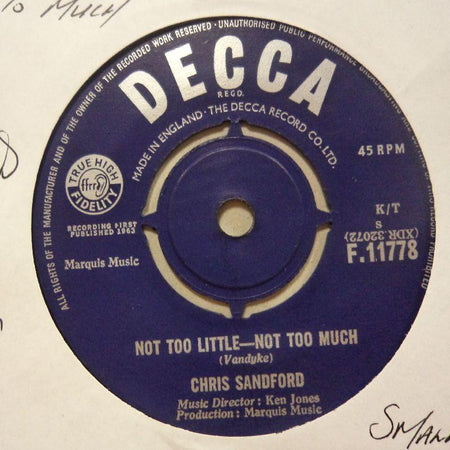 To Much
ALL RIGHTS OF THE MANUFACTURER AND OF THE OWNER OF THE RECORDED WORK RESERVED · UNAUTHORISED PUBLIC PERFORMANCE
DECCA
REGD.
MADE IN ENGLAND · THE DECCA RECORD CO. LTD.
TRUE HIGH
ffrr
FIDELITY
45 RPM
RECORDING FIRST
PUBLISHED 1963
K/T
S
(XDR.32072)
Marquis Music
F.11778
NOT TOO LITTLE—NOT TOO MUCH
(Vandyke)
CHRIS SANDFORD
Music Director : Ken Jones
Production : Marquis Music